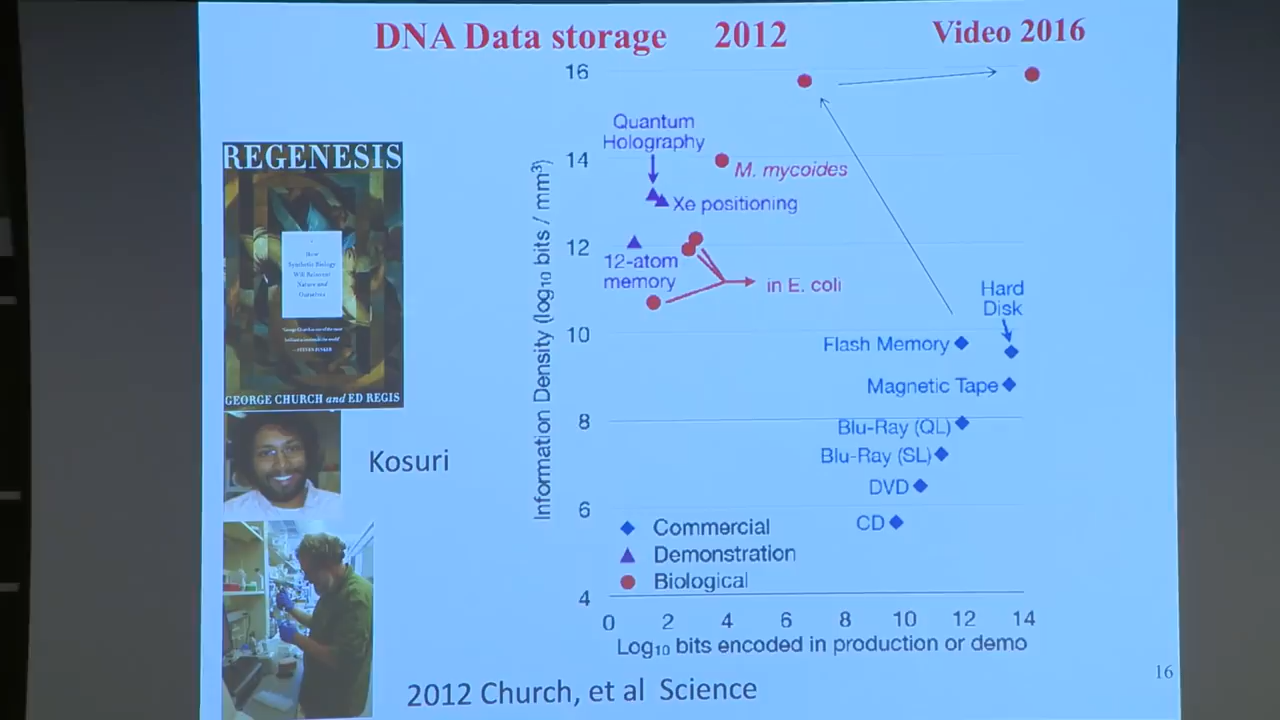 DNA Data storage 2012 Video 2016
REGENESIS
How
Synthetic Biology
Will Reinvent
Nature and
Ourselves
—STEVEN PINKER
GEORGE CHURCH and ED REGIS
Kosuri
Information Density (log10 bits / mm3)
16
14
12
10
8
6
4
Quantum
Holography
M. mycoides
Xe positioning
12-atom
memory
in E. coli
Hard
Disk
Flash Memory
Magnetic Tape
Blu-Ray (QL)
Blu-Ray (SL)
DVD
CD
Commercial
Demonstration
Biological
0 2 4 6 8 10 12 14
Log10 bits encoded in production or demo
2012 Church, et al Science
16